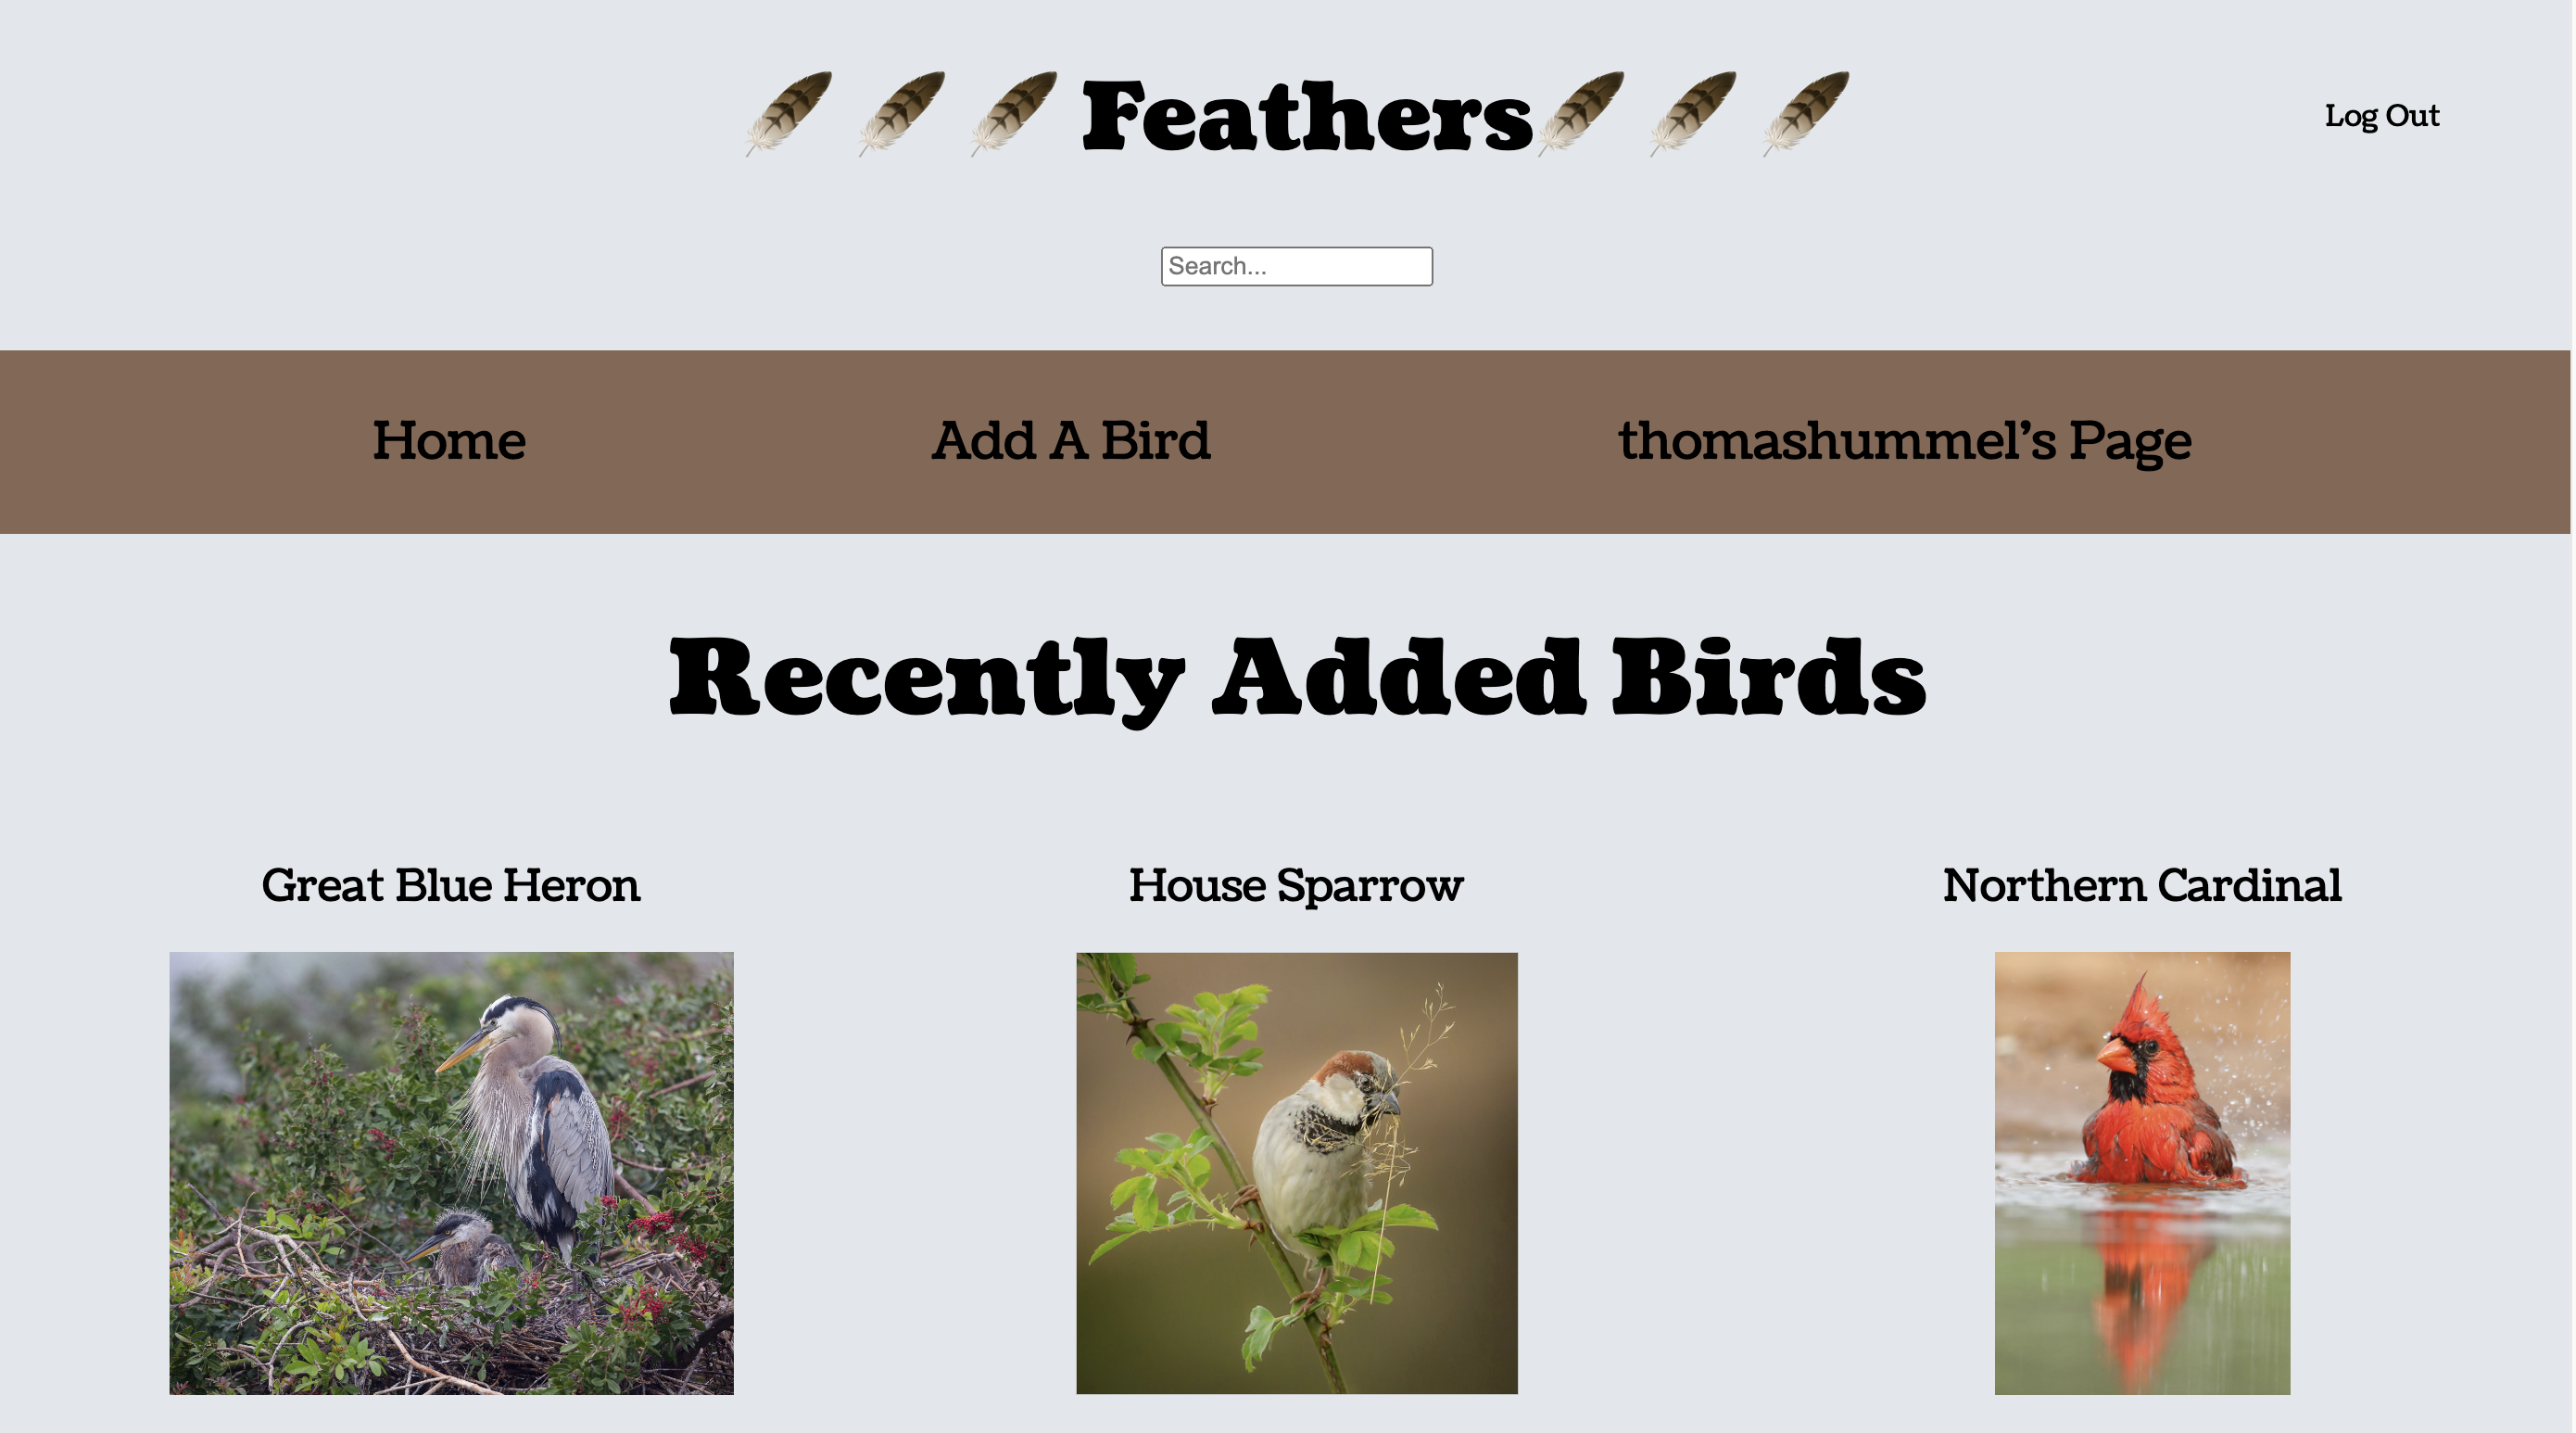 Feathers
Log Out
Search...
Home
Add A Bird
thomashummel's Page
Recently Added Birds
Great Blue Heron
House Sparrow
Northern Cardinal